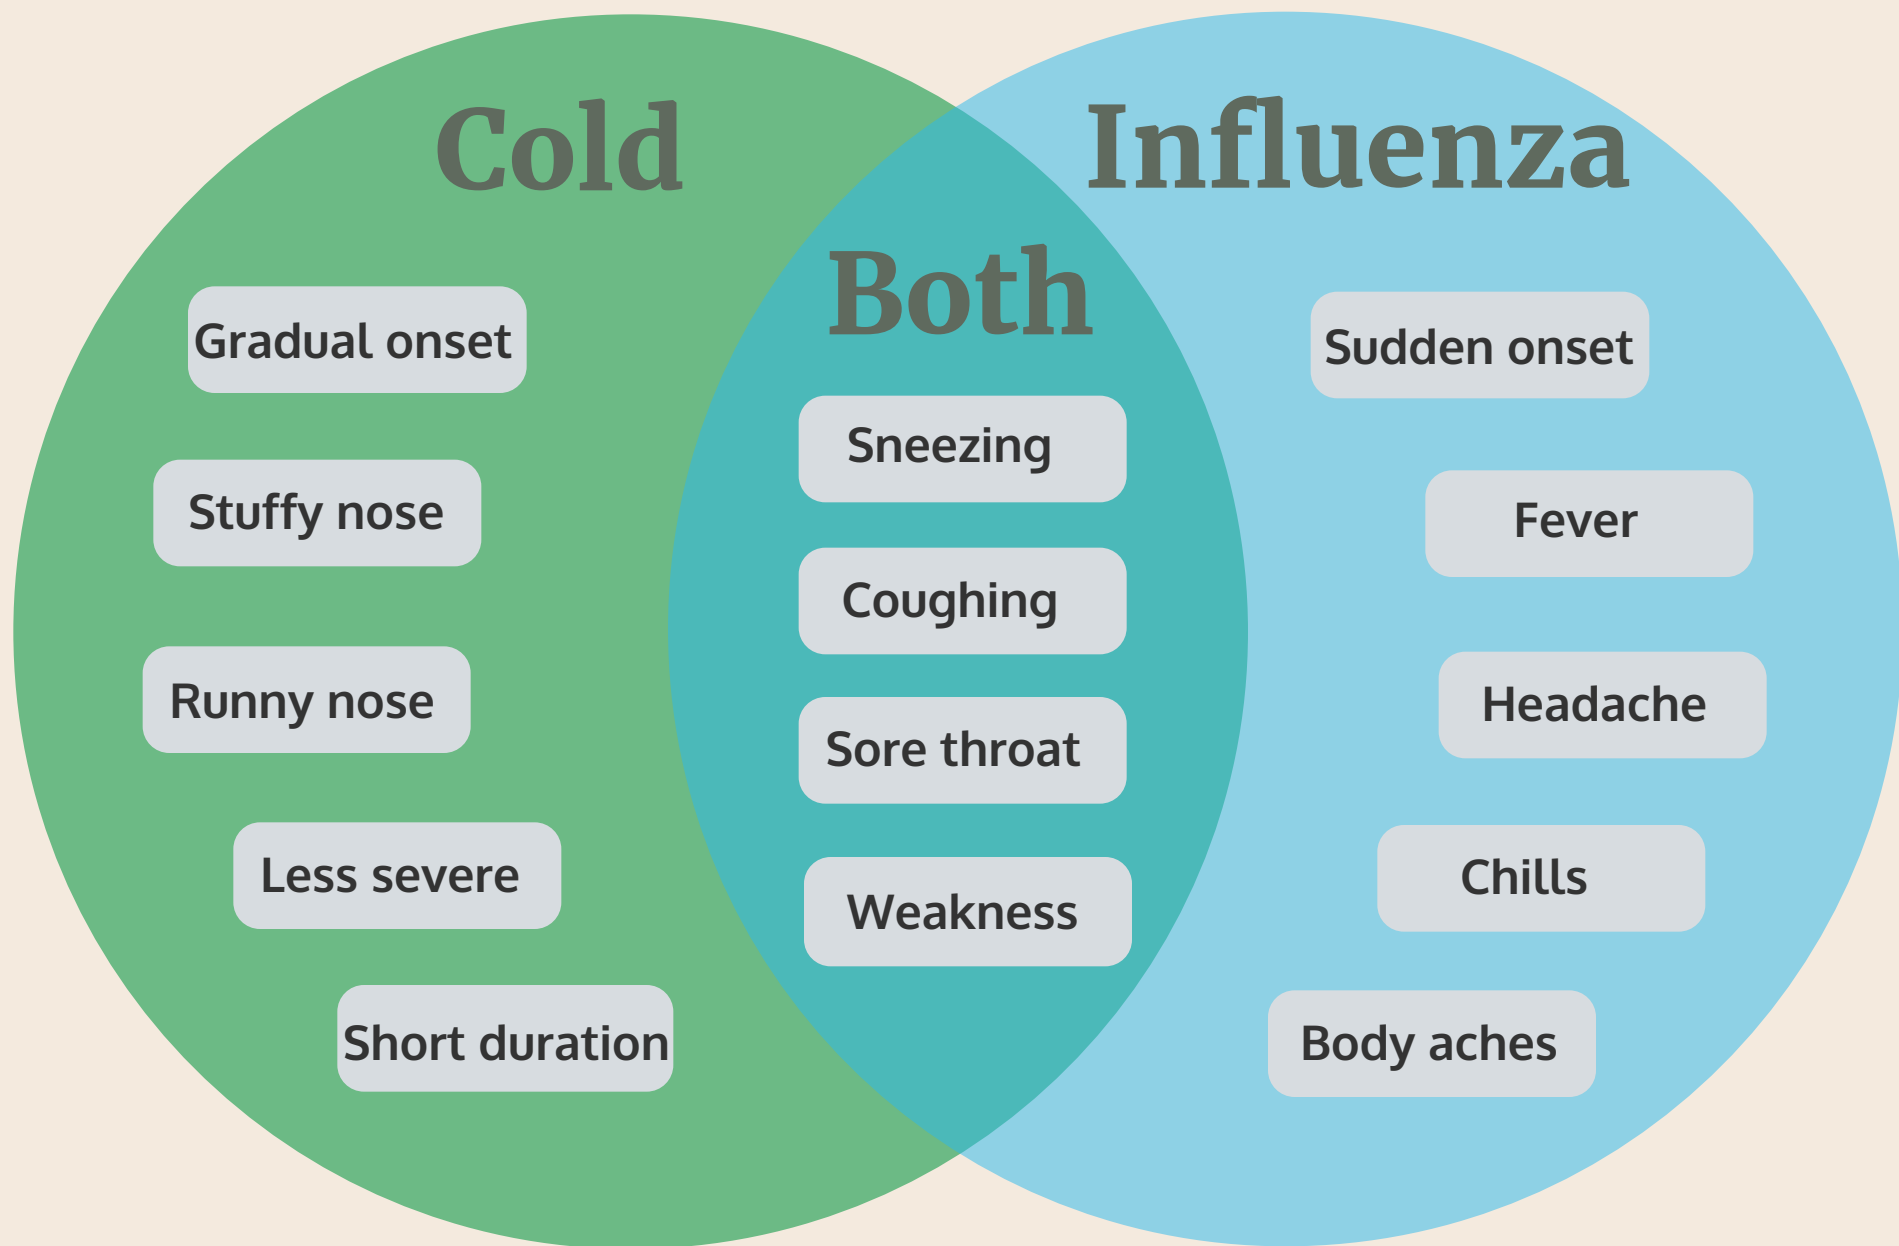 Cold
Gradual onset
Stuffy nose
Runny nose
Less severe
Short duration
Both
Sneezing
Coughing
Sore throat
Weakness
Influenza
Sudden onset
Fever
Headache
Chills
Body aches